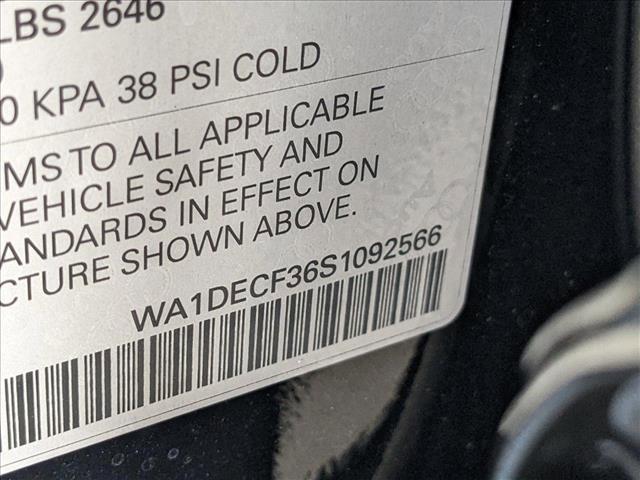 LBS 2646
0 KPA 38 PSI COLD
MS TO ALL APPLICABLE
VEHICLE SAFETY AND
ANDARDS IN EFFECT ON
CTURE SHOWN ABOVE.
WA1DECF36S1092566